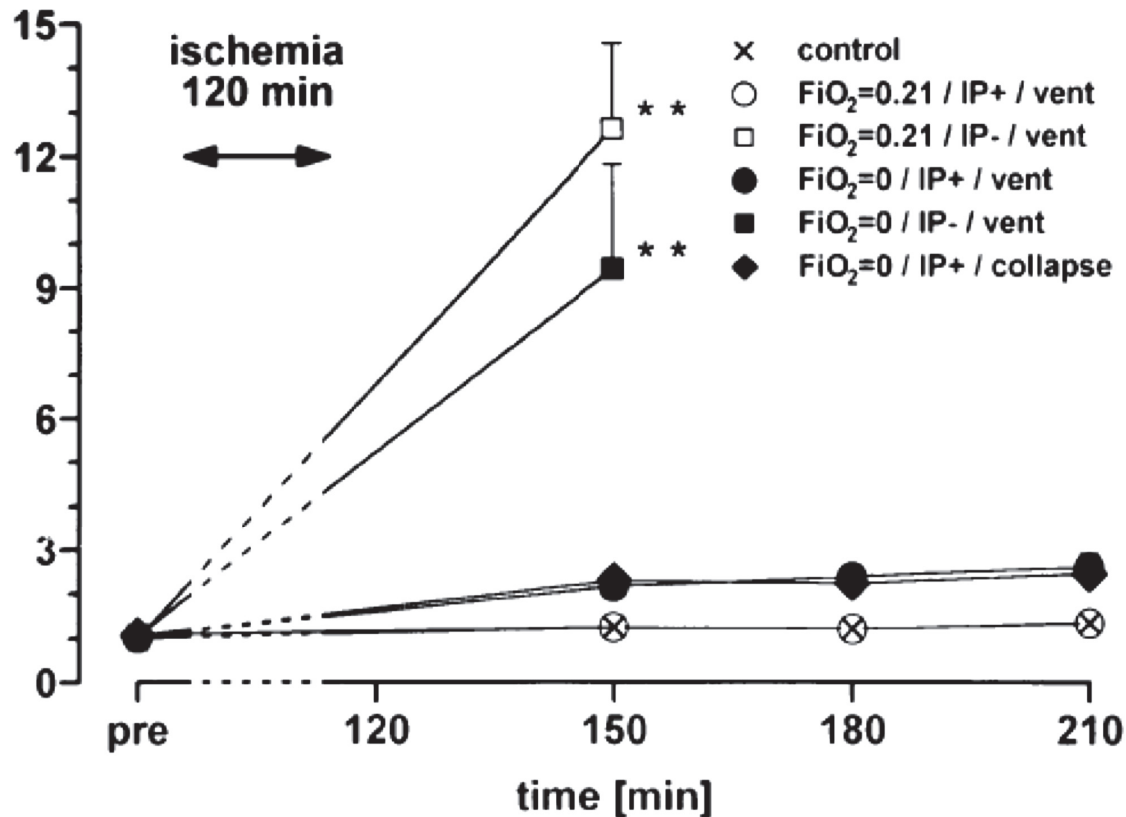 15
ischemia
120 min
control
FiO₂=0.21 / IP+ / vent
FiO₂=0.21 / IP- / vent
FiO₂=0 / IP+ / vent
FiO₂=0 / IP- / vent
FiO₂=0 / IP+ / collapse
12
* *
9
* *
6
3
0
pre 120 150 180 210
time [min]